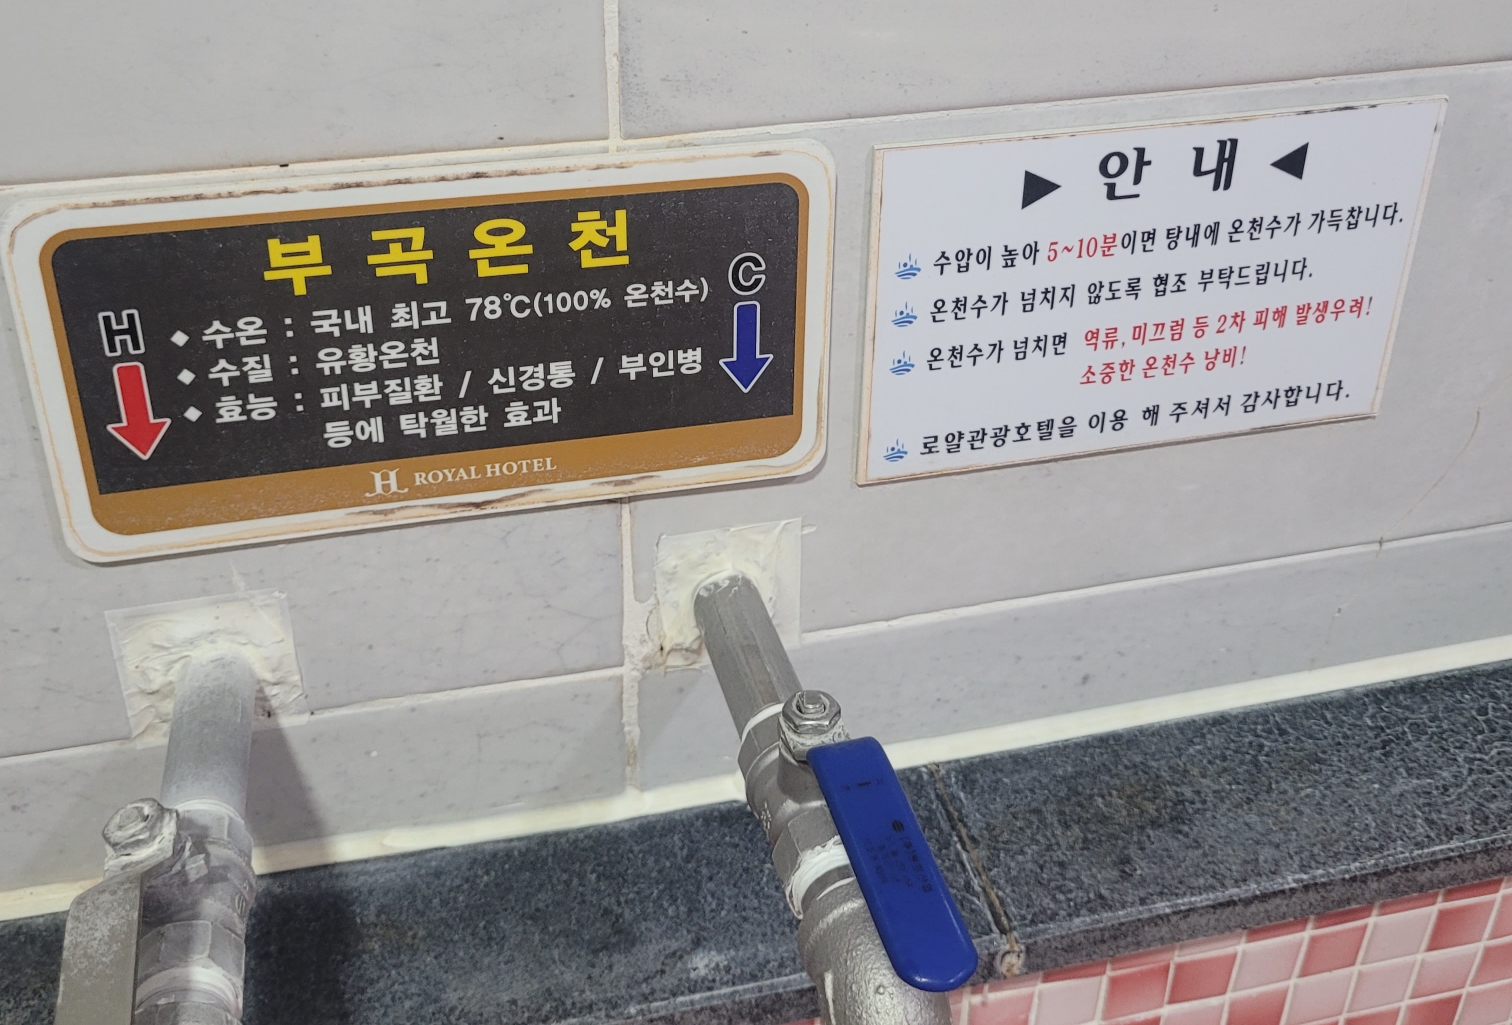 부곡온천
H
C
◆ 수온 : 국내 최고 78℃(100% 온천수)
◆ 수질 : 유황온천
◆ 효능 : 피부질환 / 신경통 / 부인병
등에 탁월한 효과
ROYAL HOTEL
▶ 안 내 ◀
수압이 높아 5~10분이면 탕내에 온천수가 가득찹니다.
온천수가 넘치지 않도록 협조 부탁드립니다.
온천수가 넘치면 역류, 미끄럼 등 2차 피해 발생우려!
소중한 온천수 낭비!
로얄관광호텔을 이용 해 주셔서 감사합니다.